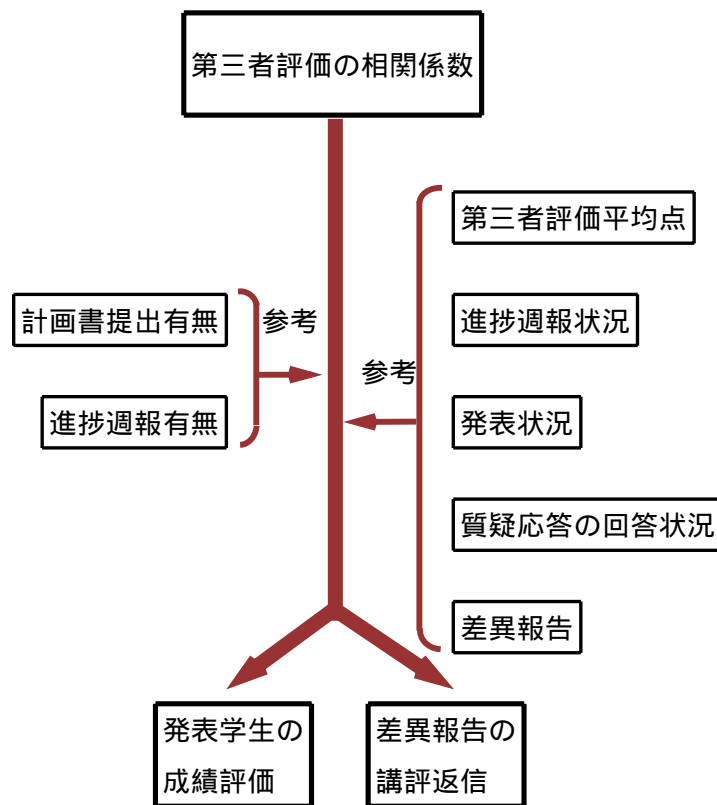 第三者評価の相関係数
第三者評価平均点
計画書提出有無
参考
進捗週報状況
参考
進捗週報有無
発表状況
質疑応答の回答状況
差異報告
発表学生の
成績評価
差異報告の
講評返信